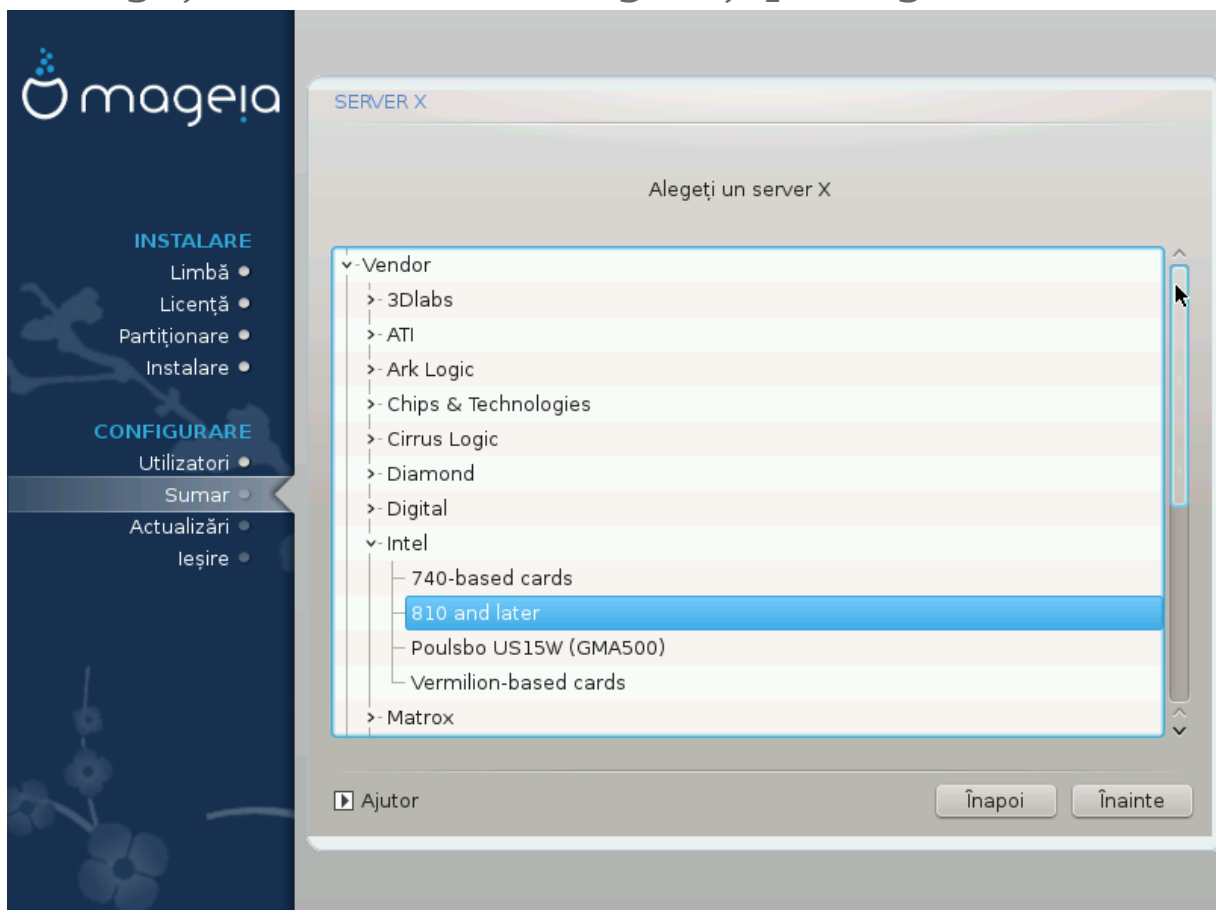 mageia
SERVER X
Alegeți un server X
INSTALARE
Limbă
Licență
Partiționare
Instalare
CONFIGURARE
Utilizatori
Sumar
Actualizări
Ieșire
Vendor
3Dlabs
ATI
Ark Logic
Chips & Technologies
Cirrus Logic
Diamond
Digital
Intel
740-based cards
810 and later
Poulsbo US15W (GMA500)
Vermilion-based cards
Matrox
Ajutor
Înapoi
Înainte